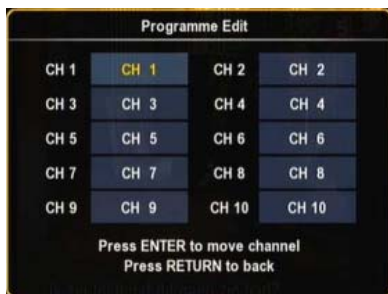 Programme Edit
CH 1 CH 1 CH 2 CH 2
CH 3 CH 3 CH 4 CH 4
CH 5 CH 5 CH 6 CH 6
CH 7 CH 7 CH 8 CH 8
CH 9 CH 9 CH 10 CH 10
Press ENTER to move channel
Press RETURN to back